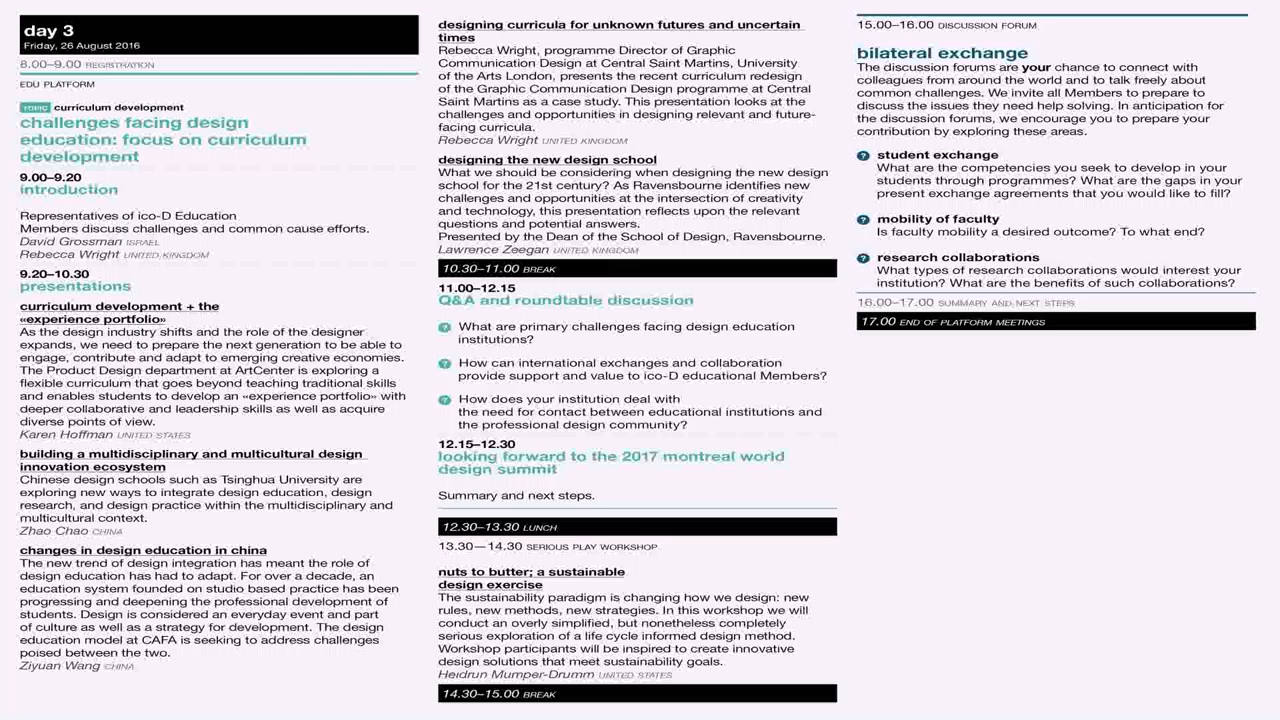 day 3
Friday, 26 August 2016
8.00–9.00 REGISTRATION
EDU PLATFORM
TOPIC curriculum development
challenges facing design
education: focus on curriculum
development
9.00–9.20
introduction
Representatives of ico-D Education
Members discuss challenges and common cause efforts.
David Grossman ISRAEL
Rebecca Wright UNITED KINGDOM
9.20–10.30
presentations
curriculum development + the
«experience portfolio»
As the design industry shifts and the role of the designer
expands, we need to prepare the next generation to be able to
engage, contribute and adapt to emerging creative economies.
The Product Design department at ArtCenter is exploring a
flexible curriculum that goes beyond teaching traditional skills
and enables students to develop an «experience portfolio» with
deeper collaborative and leadership skills as well as acquire
diverse points of view.
Karen Hoffman UNITED STATES
building a multidisciplinary and multicultural design
innovation ecosystem
Chinese design schools such as Tsinghua University are
exploring new ways to integrate design education, design
research, and design practice within the multidisciplinary and
multicultural context.
Zhao Chao CHINA
changes in design education in china
The new trend of design integration has meant the role of
design education has had to adapt. For over a decade, an
education system founded on studio based practice has been
progressing and deepening the professional development of
students. Design is considered an everyday event and part
of culture as well as a strategy for development. The design
education model at CAFA is seeking to address challenges
poised between the two.
Ziyuan Wang CHINA
designing curricula for unknown futures and uncertain
times
Rebecca Wright, programme Director of Graphic
Communication Design at Central Saint Martins, University
of the Arts London, presents the recent curriculum redesign
of the Graphic Communication Design programme at Central
Saint Martins as a case study. This presentation looks at the
challenges and opportunities in designing relevant and future-
facing curricula.
Rebecca Wright UNITED KINGDOM
designing the new design school
What we should be considering when designing the new design
school for the 21st century? As Ravensbourne identifies new
challenges and opportunities at the intersection of creativity
and technology, this presentation reflects upon the relevant
questions and potential answers.
Presented by the Dean of the School of Design, Ravensbourne.
Lawrence Zeegan UNITED KINGDOM
10.30–11.00 BREAK
11.00–12.15
Q&A and roundtable discussion
? What are primary challenges facing design education
institutions?
? How can international exchanges and collaboration
provide support and value to ico-D educational Members?
? How does your institution deal with
the need for contact between educational institutions and
the professional design community?
12.15–12.30
looking forward to the 2017 montreal world
design summit
Summary and next steps.
12.30–13.30 LUNCH
13.30—14.30 SERIOUS PLAY WORKSHOP
nuts to butter; a sustainable
design exercise
The sustainability paradigm is changing how we design: new
rules, new methods, new strategies. In this workshop we will
conduct an overly simplified, but nonetheless completely
serious exploration of a life cycle informed design method.
Workshop participants will be inspired to create innovative
design solutions that meet sustainability goals.
Heidrun Mumper-Drumm UNITED STATES
14.30–15.00 BREAK
15.00–16.00 DISCUSSION FORUM
bilateral exchange
The discussion forums are your chance to connect with
colleagues from around the world and to talk freely about
common challenges. We invite all Members to prepare to
discuss the issues they need help solving. In anticipation for
the discussion forums, we encourage you to prepare your
contribution by exploring these areas.
? student exchange
What are the competencies you seek to develop in your
students through programmes? What are the gaps in your
present exchange agreements that you would like to fill?
? mobility of faculty
Is faculty mobility a desired outcome? To what end?
? research collaborations
What types of research collaborations would interest your
institution? What are the benefits of such collaborations?
16.00–17.00 SUMMARY AND NEXT STEPS
17.00 END OF PLATFORM MEETINGS